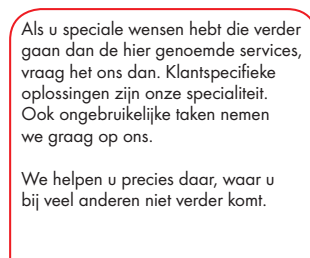 Als u speciale wensen hebt die verder
gaan dan de hier genoemde services,
vraag het ons dan. Klantspecifieke
oplossingen zijn onze specialiteit.
Ook ongebruikelijke taken nemen
we graag op ons.
We helpen u precies daar, waar u
bij veel anderen niet verder komt.